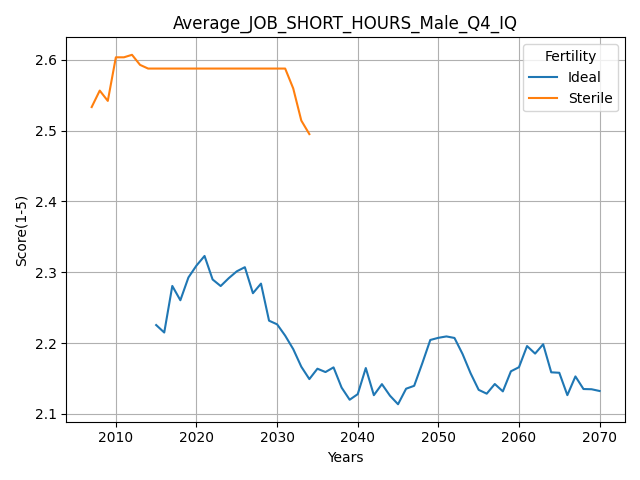 Average_JOB_SHORT_HOURS_Male_Q4_IQ
Score(1-5)
2.6
2.5
2.4
2.3
2.2
2.1
Fertility
Ideal
Sterile
2010 2020 2030 2040 2050 2060 2070
Years